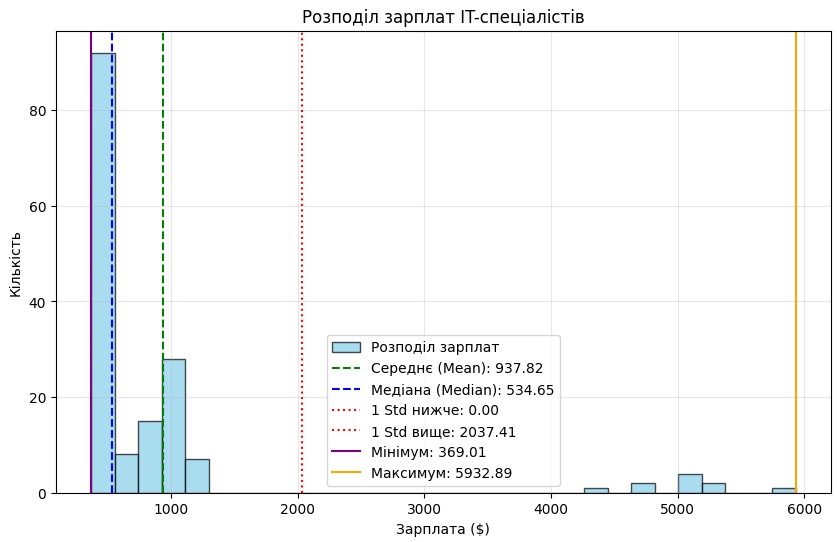 Розподіл зарплат ІТ-спеціалістів
Кількість
80
60
40
20
0
Розподіл зарплат
Середнє (Mean): 937.82
Медіана (Median): 534.65
1 Std нижче: 0.00
1 Std вище: 2037.41
Мінімум: 369.01
Максимум: 5932.89
1000
2000
3000
4000
5000
6000
Зарплата ($)